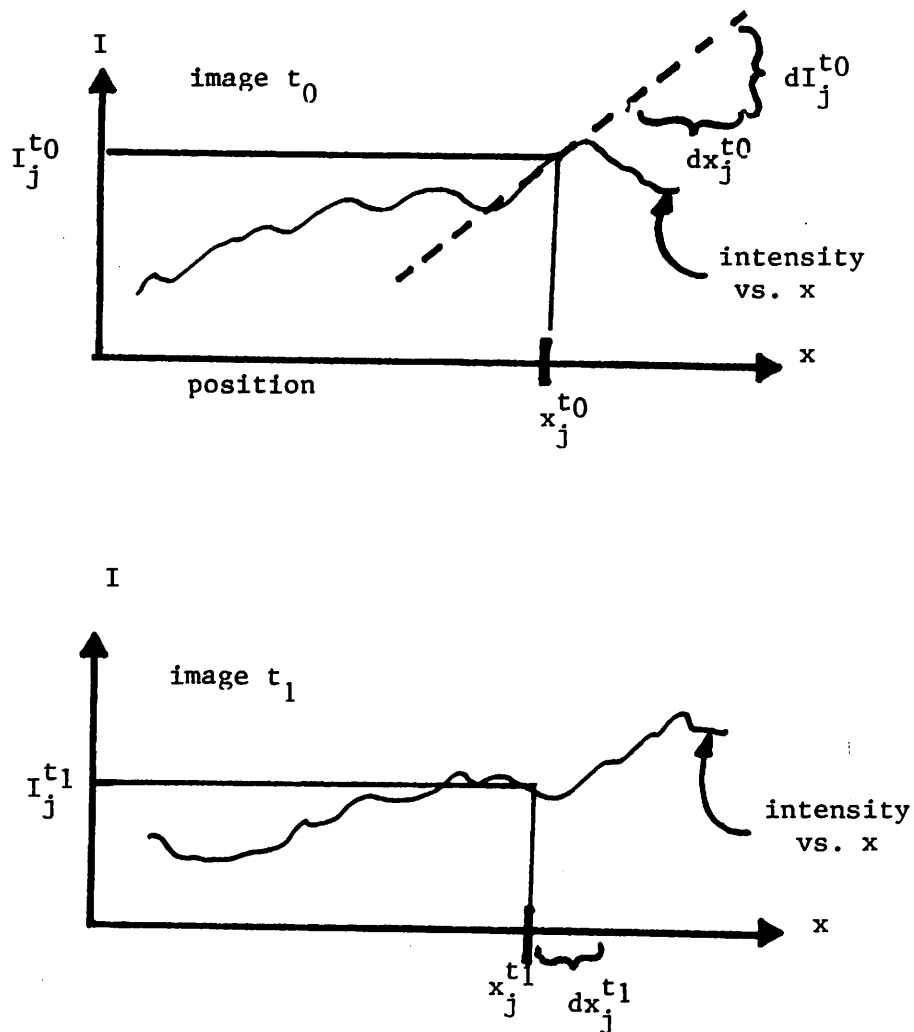 I
image t0
dI_j^t0
I_j^t0
dx_j^t0
intensity
vs. x
x
position
x_j^t0
I
image t1
I_j^t1
intensity
vs. x
x
x_j^t1
dx_j^t1